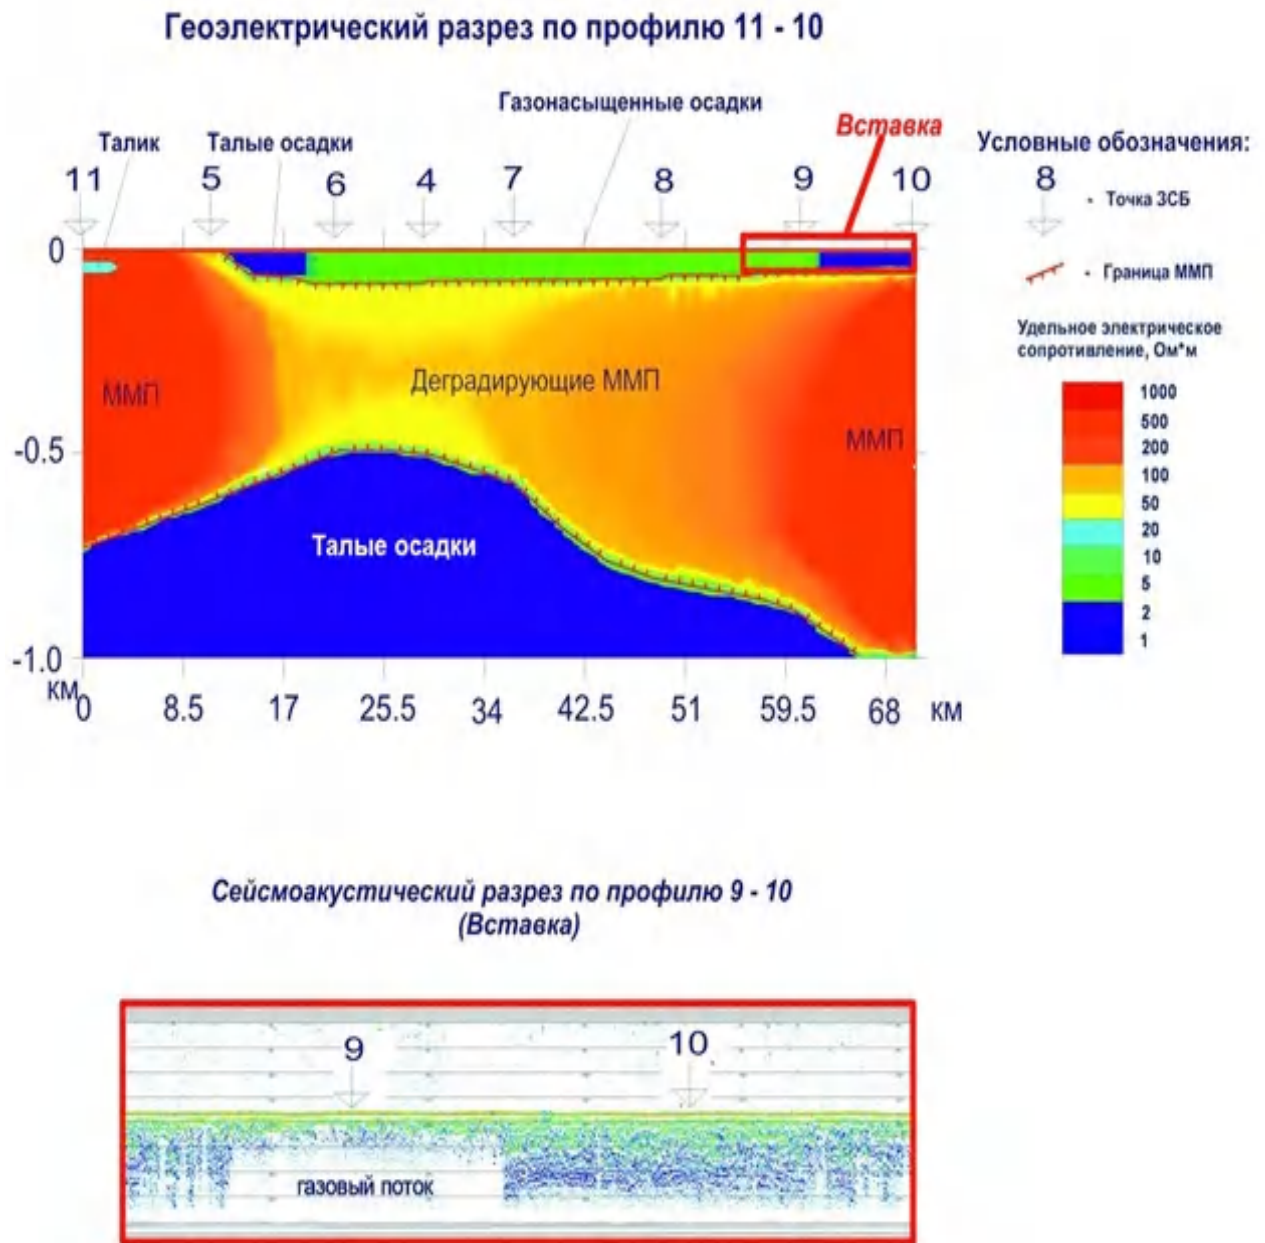 Геоэлектрический разрез по профилю 11 - 10
Газонасыщенные осадки
Вставка
Талик
Талые осадки
Условные обозначения:
11 5 6 4 7 8 9 10 8
Точка ЗСБ
Граница ММП
Удельное электрическое
сопротивление, Ом*м
1000
500
200
100
50
20
10
5
2
1
0
-0.5
-1.0
км
ММП
Деградирующие ММП
ММП
Талые осадки
0 8.5 17 25.5 34 42.5 51 59.5 68 км
Сейсмоакустический разрез по профилю 9 - 10
(Вставка)
9 10
газовый поток